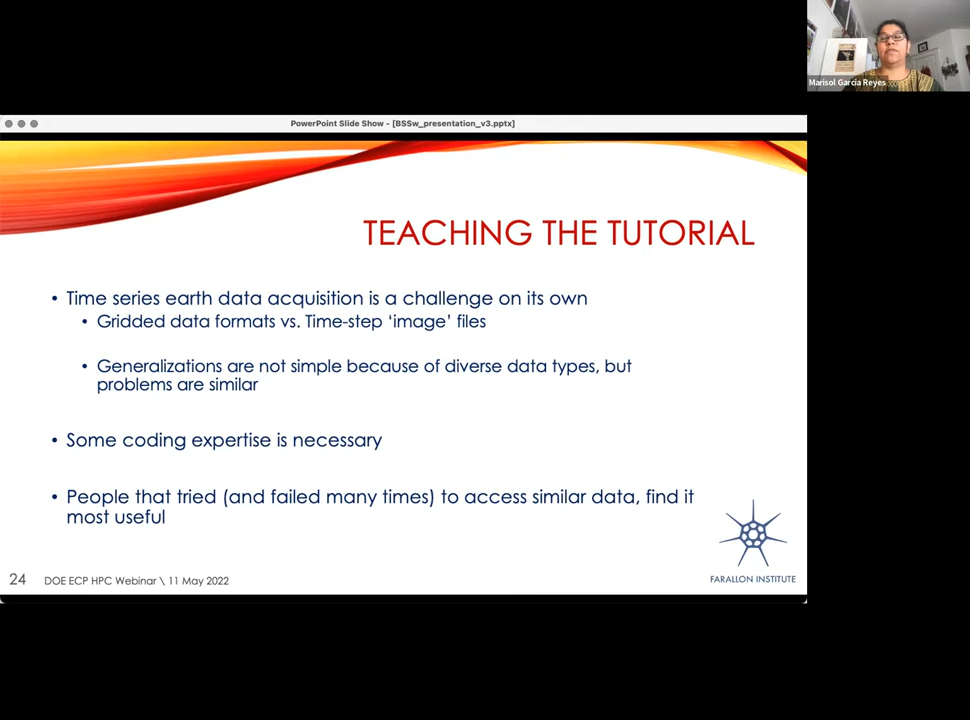 Marisol García Reyes
PowerPoint Slide Show - [BSSw_presentation_v3.pptx]
TEACHING THE TUTORIAL
• Time series earth data acquisition is a challenge on its own
• Gridded data formats vs. Time-step ‘image’ files
• Generalizations are not simple because of diverse data types, but
problems are similar
• Some coding expertise is necessary
• People that tried (and failed many times) to access similar data, find it
most useful
FARALLON INSTITUTE
24 DOE ECP HPC Webinar \ 11 May 2022